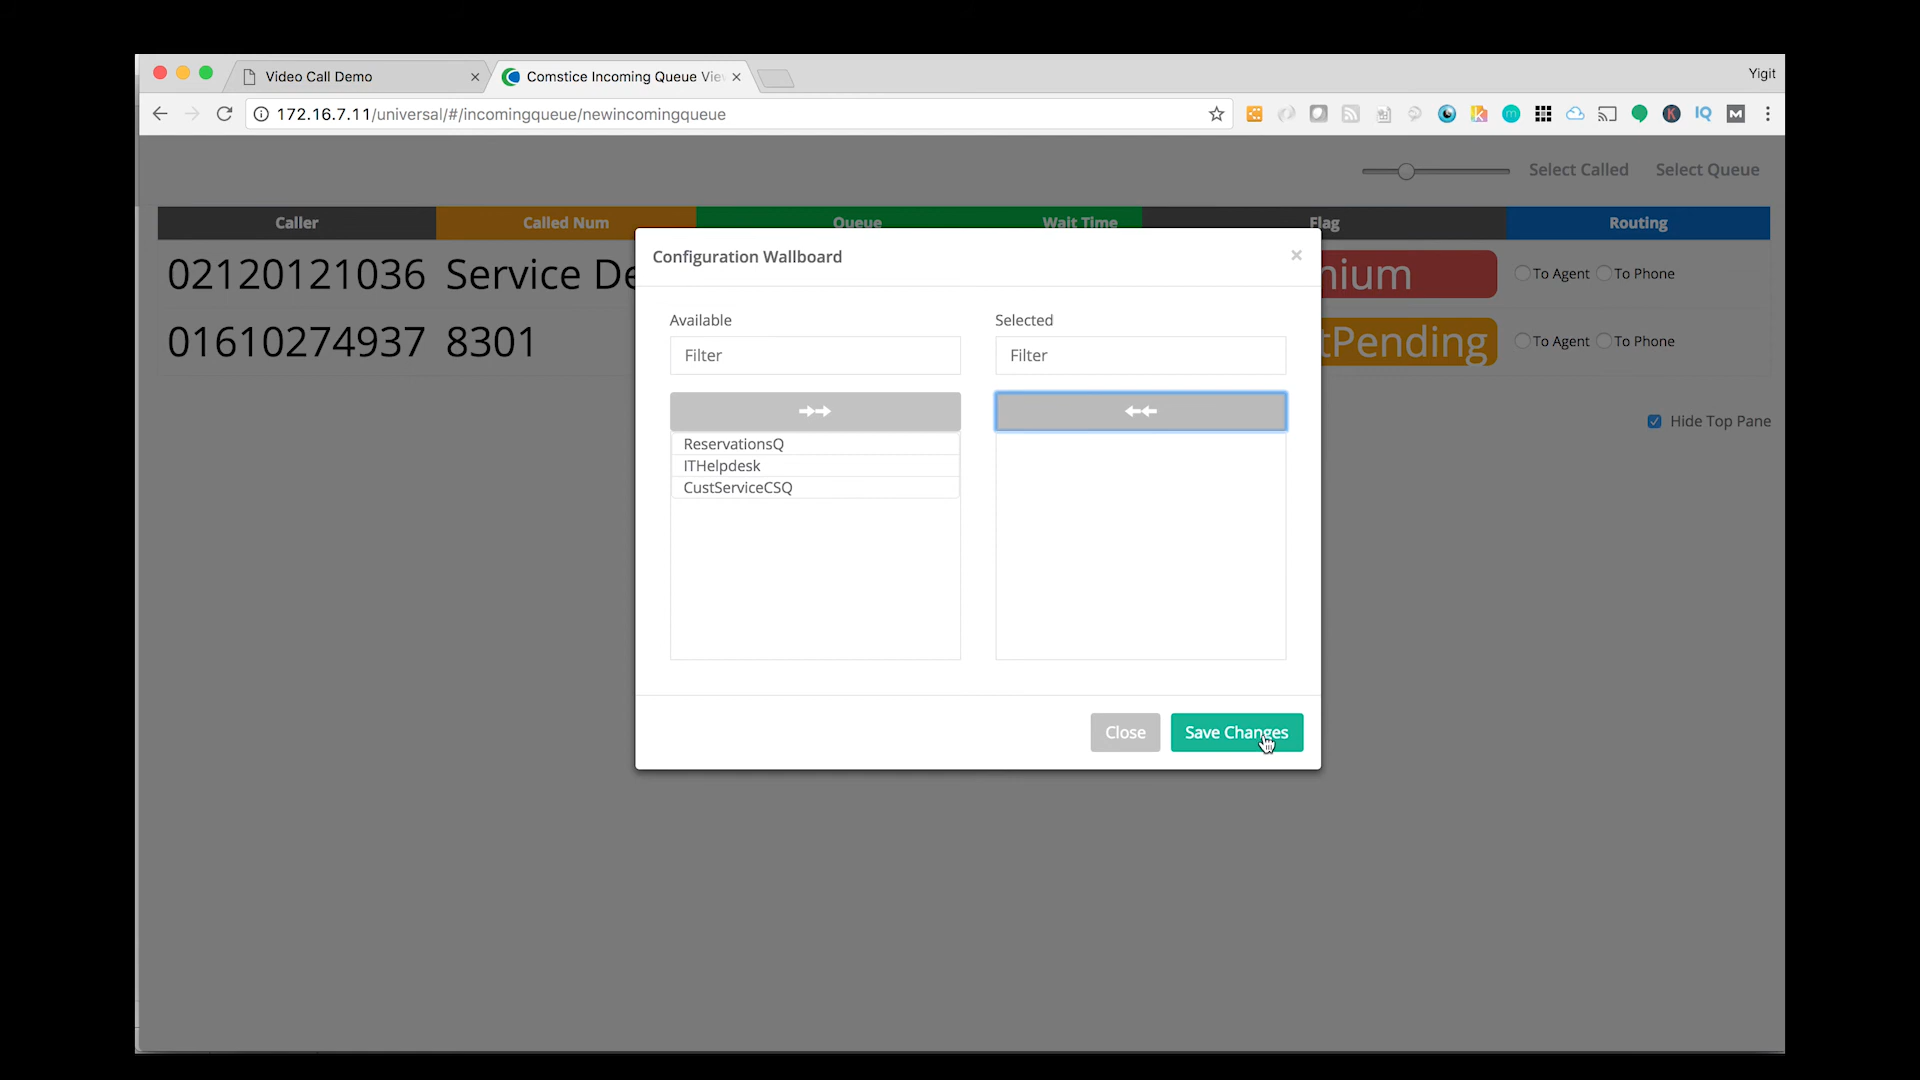 Video Call Demo
Comstice Incoming Queue Vie
Yigit
172.16.7.11/universal/#/incomingqueue/newincomingqueue
Select Called
Select Queue
Caller
Called Num
Queue
Wait Time
Flag
Routing
02120121036
Service De
nium
To Agent
To Phone
01610274937
8301
tPending
To Agent
To Phone
Hide Top Pane
Configuration Wallboard
Available
Selected
Filter
Filter
ReservationsQ
ITHelpdesk
CustServiceCSQ
Close
Save Changes